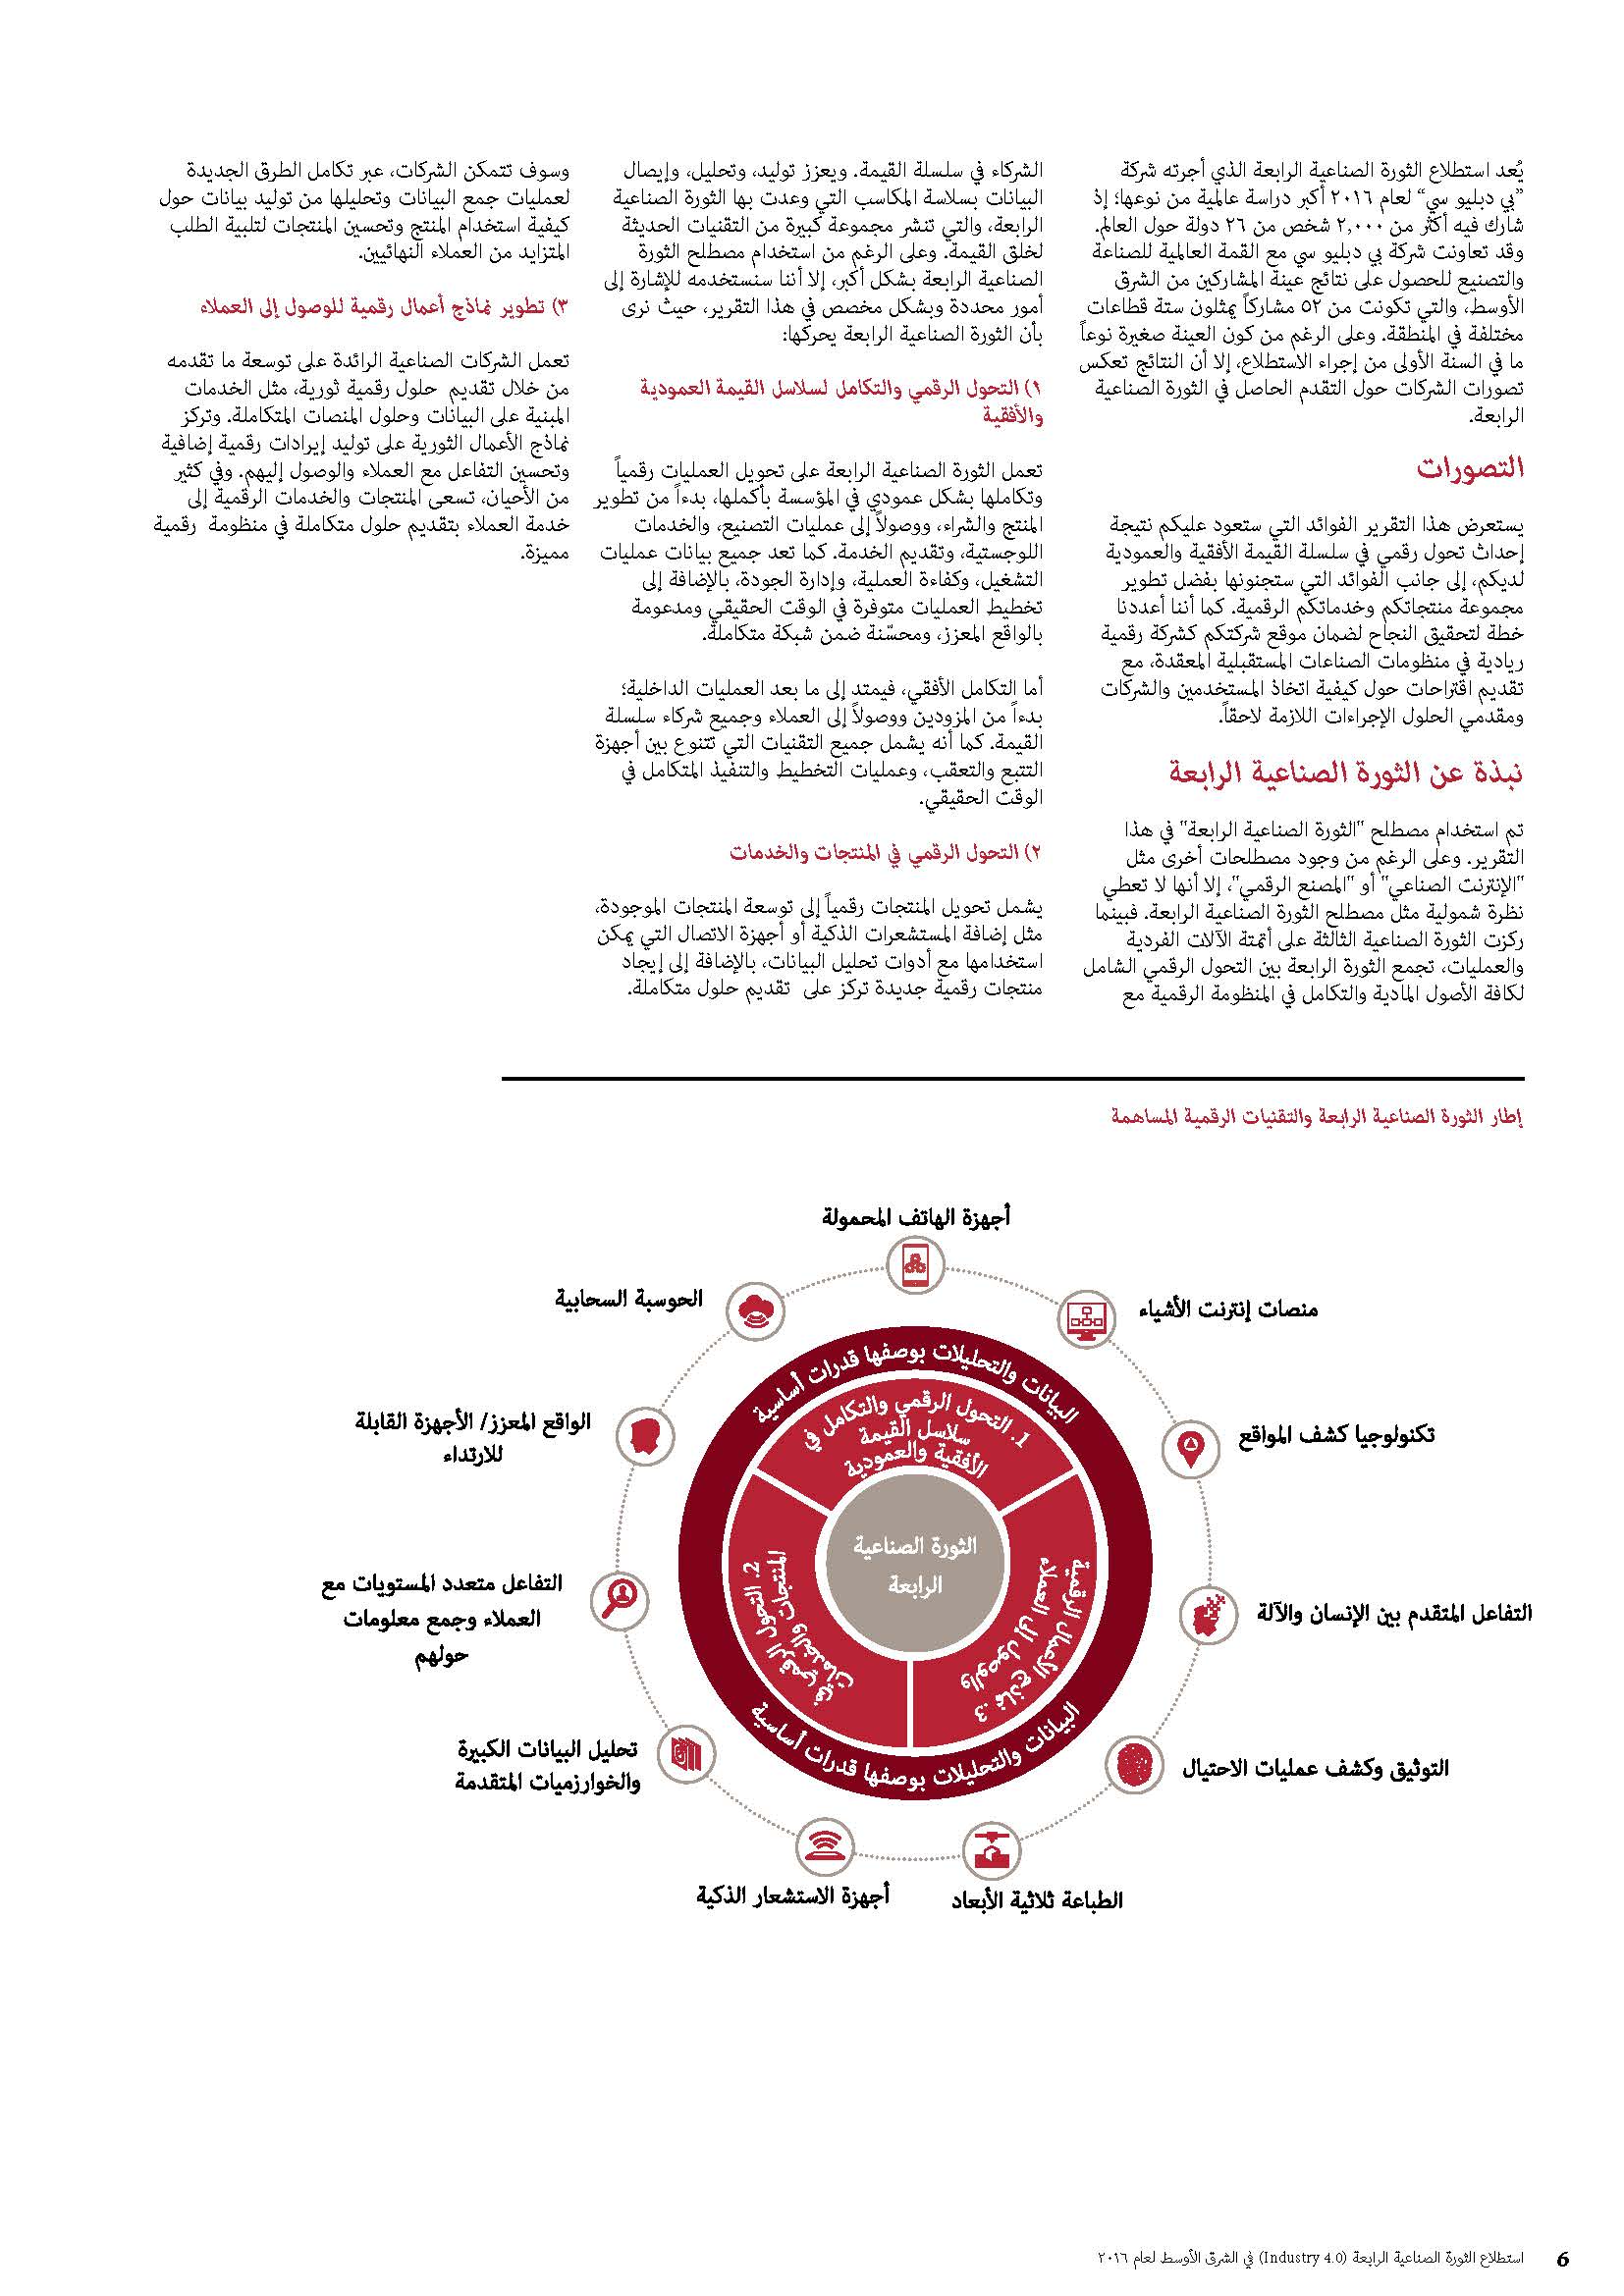 يُعد استطلاع الثورة الصناعية الرابعة الذي أجرته شركة
”بي دبليو سي“ لعام ٢٠١٦ أكبر دراسة عالمية من نوعها؛ إذ
شارك فيه أكثر من ٢,٠٠٠ شخص من ٢٦ دولة حول العالم.
وقد تعاونت شركة بي دبليو سي مع القمة العالمية للصناعة
والتصنيع للحصول على نتائج عينة المشاركين من الشرق
الأوسط، والتي تكونت من ٥٢ مشاركاً يمثلون ستة قطاعات
مختلفة في المنطقة. وعلى الرغم من كون العينة صغيرة نوعاً
ما في السنة الأولى من إجراء الاستطلاع، إلا أن النتائج تعكس
تصورات الشركات حول التقدم الحاصل في الثورة الصناعية
الرابعة.
التصورات
يستعرض هذا التقرير الفوائد التي ستعود عليكم نتيجة
إحداث تحول رقمي في سلسلة القيمة الأفقية والعمودية
لديكم، إلى جانب الفوائد التي ستجنونها بفضل تطوير
مجموعة منتجاتكم وخدماتكم الرقمية. كما أننا أعددنا
خطة لتحقيق النجاح لضمان موقع شركتكم كشركة رقمية
ريادية في منظومات الصناعات المستقبلية المعقدة، مع
تقديم اقتراحات حول كيفية اتخاذ المستخدمين والشركات
ومقدمي الحلول الإجراءات اللازمة لاحقاً.
نبذة عن الثورة الصناعية الرابعة
تم استخدام مصطلح "الثورة الصناعية الرابعة" في هذا
التقرير. وعلى الرغم من وجود مصطلحات أخرى مثل
"الإنترنت الصناعي" أو "المصنع الرقمي"، إلا أنها لا تعطي
نظرة شمولية مثل مصطلح الثورة الصناعية الرابعة. فبينما
ركزت الثورة الصناعية الثالثة على أتمتة الآلات الفردية
والعمليات، تجمع الثورة الرابعة بين التحول الرقمي الشامل
لكافة الأصول المادية والتكامل في المنظومة الرقمية مع
الشركاء في سلسلة القيمة. ويعزز توليد، وتحليل، وإيصال
البيانات بسلاسة المكاسب التي وعدت بها الثورة الصناعية
الرابعة، والتي تنشر مجموعة كبيرة من التقنيات الحديثة
لخلق القيمة. وعلى الرغم من استخدام مصطلح الثورة
الصناعية الرابعة بشكل أكبر، إلا أننا سنستخدمه للإشارة إلى
أمور محددة وبشكل مخصص في هذا التقرير، حيث نرى
بأن الثورة الصناعية الرابعة يحركها:
١) التحول الرقمي والتكامل لسلاسل القيمة العمودية
والأفقية
تعمل الثورة الصناعية الرابعة على تحويل العمليات رقمياً
وتكاملها بشكل عمودي في المؤسسة بأكملها، بدءاً من تطوير
المنتج والشراء، ووصولاً إلى عمليات التصنيع، والخدمات
اللوجستية، وتقديم الخدمة. كما تعد جميع بيانات عمليات
التشغيل، وكفاءة العملية، وإدارة الجودة، بالإضافة إلى
تخطيط العمليات متوفرة في الوقت الحقيقي ومدعومة
بالواقع المعزز، ومحسّنة ضمن شبكة متكاملة.
أما التكامل الأفقي، فيمتد إلى ما بعد العمليات الداخلية؛
بدءاً من المزودين ووصولاً إلى العملاء وجميع شركاء سلسلة
القيمة. كما أنه يشمل جميع التقنيات التي تتنوع بين أجهزة
التتبع والتعقب، وعمليات التخطيط والتنفيذ المتكامل في
الوقت الحقيقي.
٢) التحول الرقمي في المنتجات والخدمات
يشمل تحويل المنتجات رقمياً إلى توسعة المنتجات الموجودة،
مثل إضافة المستشعرات الذكية أو أجهزة الاتصال التي يمكن
استخدامها مع أدوات تحليل البيانات، بالإضافة إلى إيجاد
منتجات رقمية جديدة تركز على تقديم حلول متكاملة.
وسوف تتمكن الشركات، عبر تكامل الطرق الجديدة
لعمليات جمع البيانات وتحليلها من توليد بيانات حول
كيفية استخدام المنتج وتحسين المنتجات لتلبية الطلب
المتزايد من العملاء النهائيين.
٣) تطوير نماذج أعمال رقمية للوصول إلى العملاء
تعمل الشركات الصناعية الرائدة على توسعة ما تقدمه
من خلال تقديم حلول رقمية ثورية، مثل الخدمات
المبنية على البيانات وحلول المنصات المتكاملة. وتركز
نماذج الأعمال الثورية على توليد إيرادات رقمية إضافية
وتحسين التفاعل مع العملاء والوصول إليهم. وفي كثير
من الأحيان، تسعى المنتجات والخدمات الرقمية إلى
خدمة العملاء بتقديم حلول متكاملة في منظومة رقمية
مميزة.
إطار الثورة الصناعية الرابعة والتقنيات الرقمية المساهمة
أجهزة الهاتف المحمولة
منصات إنترنت الأشياء
تكنولوجيا كشف المواقع
التفاعل المتقدم بين الإنسان والآلة
التوثيق وكشف عمليات الاحتيال
الطباعة ثلاثية الأبعاد
أجهزة الاستشعار الذكية
تحليل البيانات الكبيرة
والخوارزميات المتقدمة
التفاعل متعدد المستويات مع
العملاء وجمع معلومات
حولهم
الواقع المعزز/ الأجهزة القابلة
للارتداء
الحوسبة السحابية
البيانات والتحليلات بوصفها قدرات أساسية
1. التحول الرقمي والتكامل في
سلاسل القيمة
الأفقية والعمودية
2. التحول الرقمي في
المنتجات والخدمات
3. نماذج الأعمال الرقمية
والوصول إلى العملاء
الثورة الصناعية
الرابعة
البيانات والتحليلات بوصفها قدرات أساسية
6 استطلاع الثورة الصناعية الرابعة (Industry 4.0) في الشرق الأوسط لعام ٢٠١٦